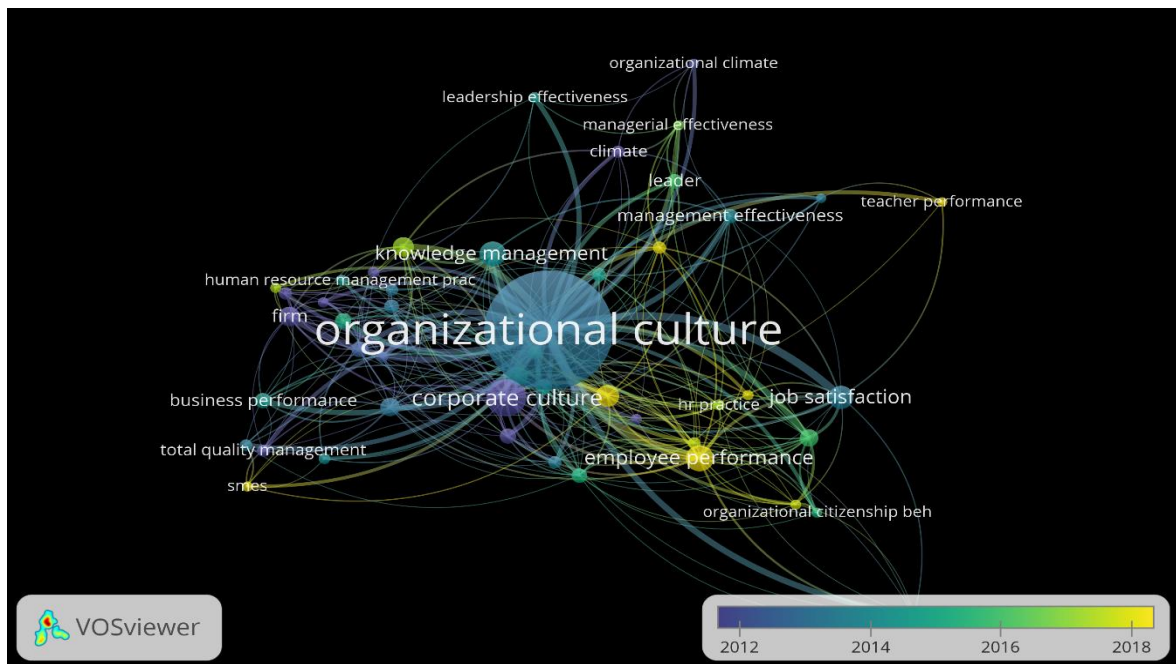 organizational climate
leadership effectiveness
managerial effectiveness
climate
leader
teacher performance
management effectiveness
knowledge management
human resource management prac
firm
organizational culture
business performance
corporate culture
hr practice
job satisfaction
total quality management
employee performance
smes
organizational citizenship beh
VOSviewer
2012 2014 2016 2018